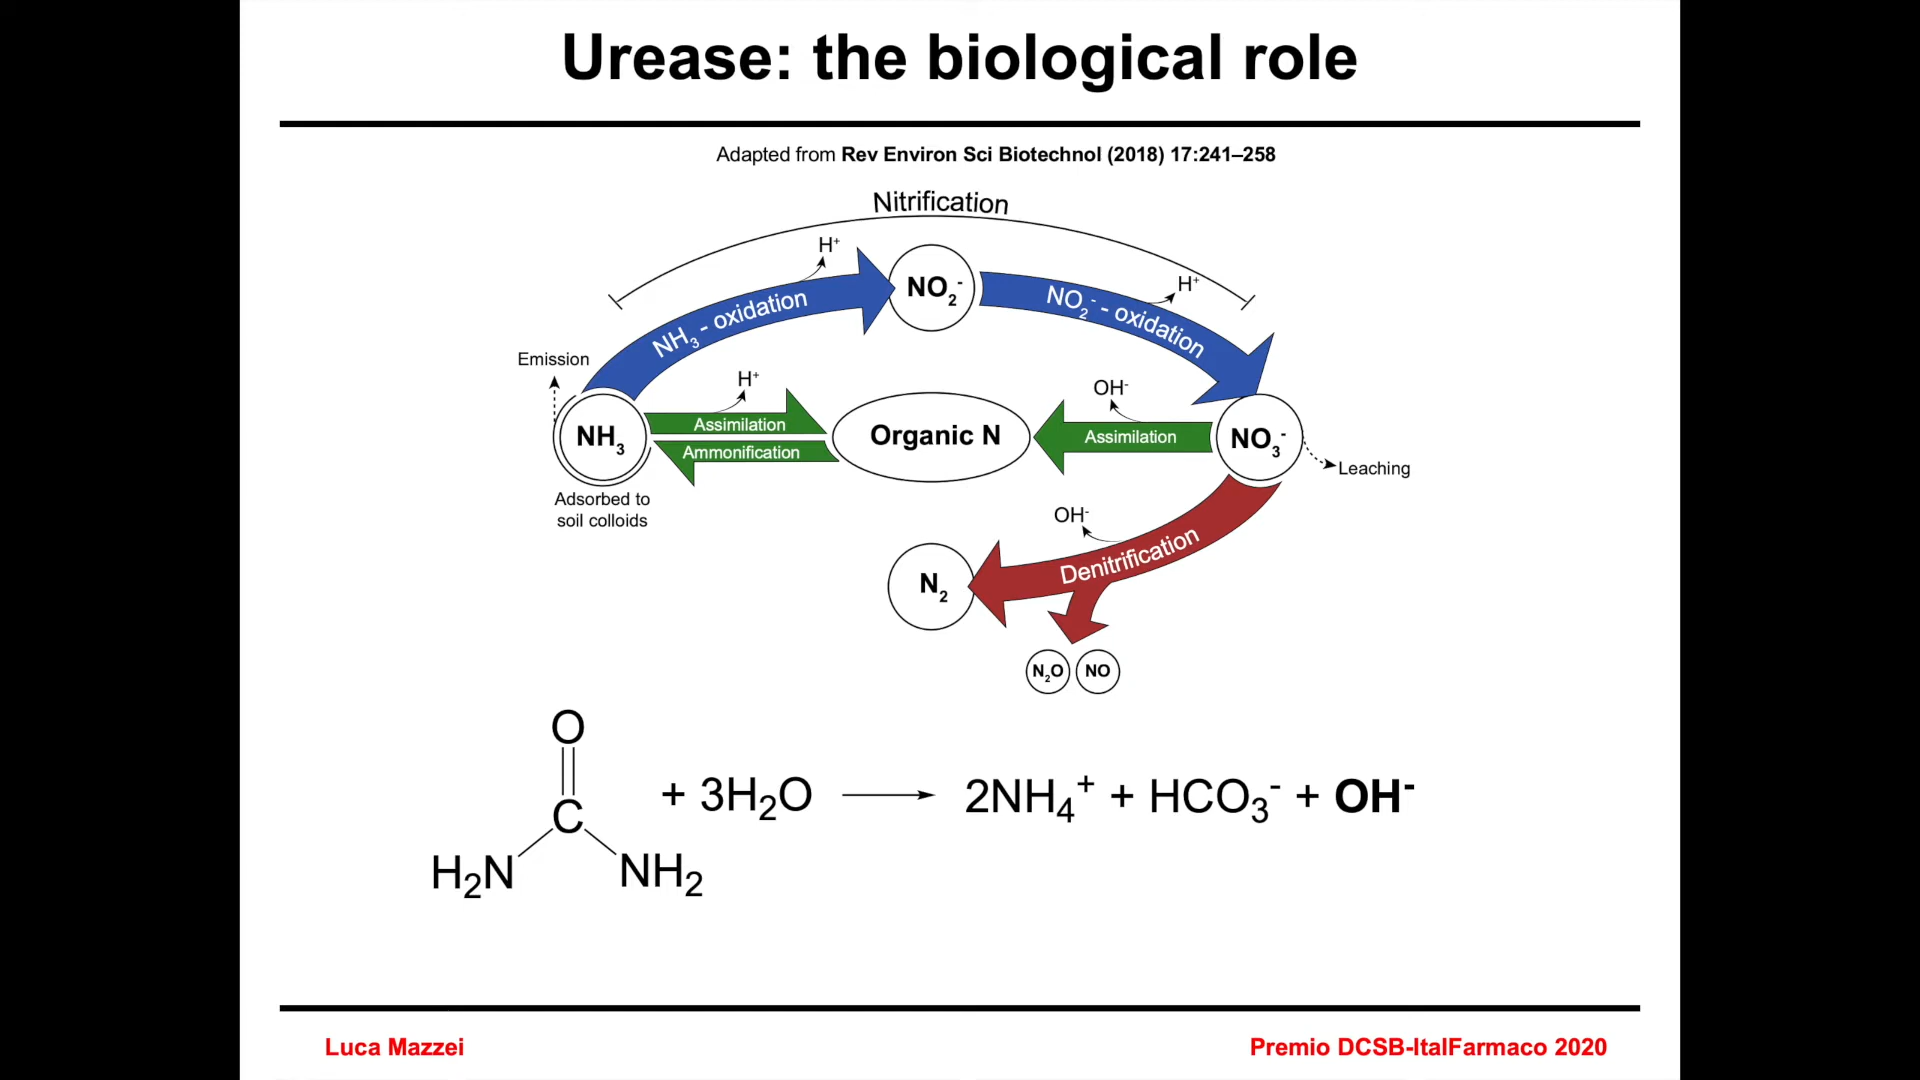 Urease: the biological role
Adapted from Rev Environ Sci Biotechnol (2018) 17:241–258
Nitrification
H⁺
NH₃ - oxidation
NO₂⁻
NO₂⁻ - oxidation
H⁺
Emission
H⁺
OH⁻
NH₃
Assimilation
Ammonification
Organic N
Assimilation
NO₃⁻
Leaching
Adsorbed to
soil colloids
OH⁻
Denitrification
N₂
N₂O
NO
O
C
H₂N
NH₂
+ 3H₂O ⟶ 2NH₄⁺ + HCO₃⁻ + OH⁻
Luca Mazzei
Premio DCSB-ItalFarmaco 2020